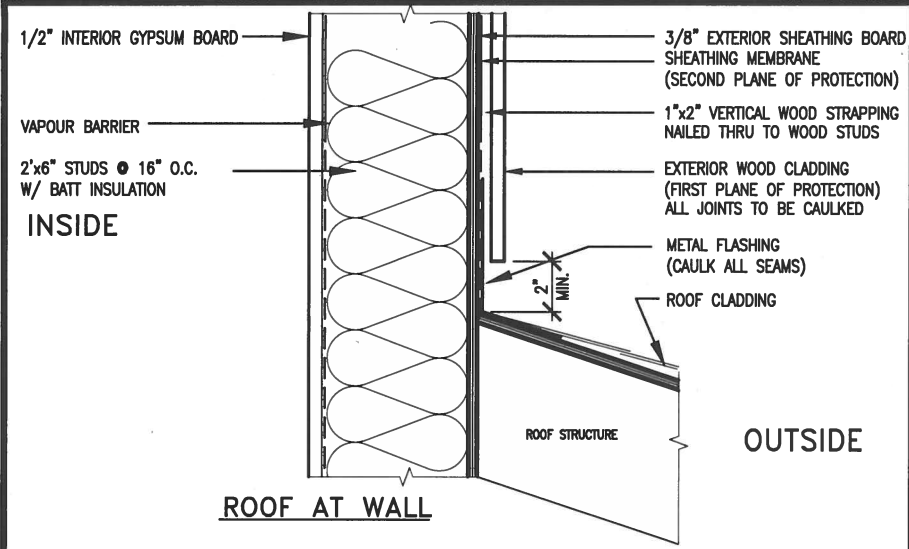 1/2" INTERIOR GYPSUM BOARD
VAPOUR BARRIER
2'x6" STUDS @ 16" O.C.
W/ BATT INSULATION
INSIDE
3/8" EXTERIOR SHEATHING BOARD
SHEATHING MEMBRANE
(SECOND PLANE OF PROTECTION)
1"x2" VERTICAL WOOD STRAPPING
NAILED THRU TO WOOD STUDS
EXTERIOR WOOD CLADDING
(FIRST PLANE OF PROTECTION)
ALL JOINTS TO BE CAULKED
METAL FLASHING
(CAULK ALL SEAMS)
2"
MIN.
ROOF CLADDING
ROOF STRUCTURE
OUTSIDE
ROOF AT WALL